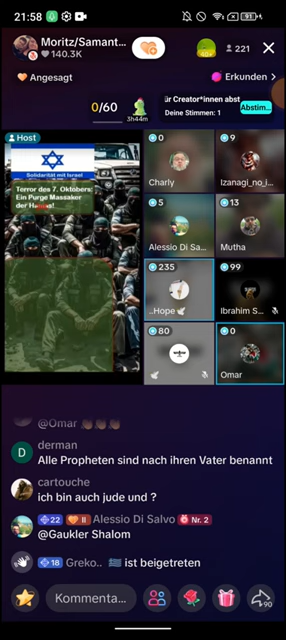 21:58
91
Moritz/Samant...
140.3K
221
Angesagt
Erkunden >
0/60
3h44m
ür Creator*innen abst
Deine Stimmen: 1
Abstim...
Host
Solidarität mit Israel
Terror des 7. Oktobers:
Ein Purge Massaker
der Hamas!
0
Charly
9
Izanagi_no_i...
5
Alessio Di Sa...
13
Mutha
235
..Hope
99
Ibrahim S...
80
0
Omar
@Omar
D
derman
Alle Propheten sind nach ihren Vater benannt
cartouche
ich bin auch jude und ?
22 II Alessio Di Salvo Nr. 2
@Gaukler Shalom
18 Greko.. ist beigetreten
Kommenta...
90